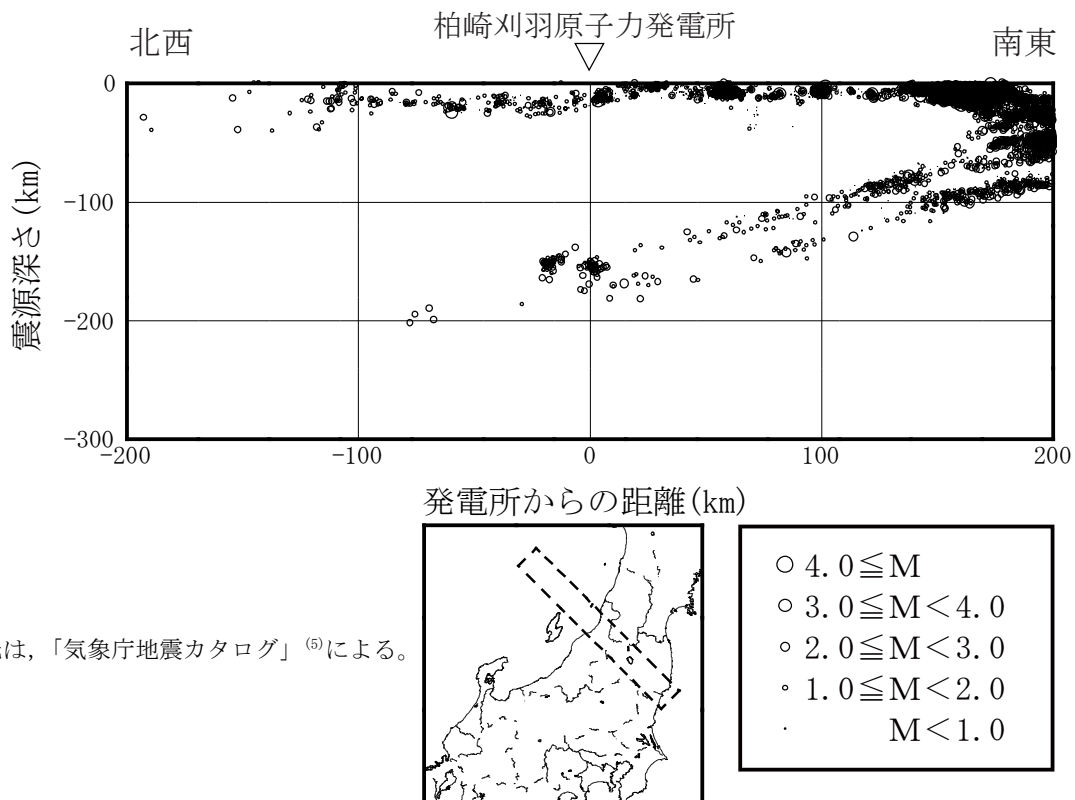 柏崎刈羽原子力発電所
北西
南東
0
-100
-200
-300
震源深さ(km)
-200
-100
0
100
200
発電所からの距離(km)
は,「気象庁地震カタログ」(5)による。
4.0≦M
3.0≦M<4.0
2.0≦M<3.0
1.0≦M<2.0
M<1.0